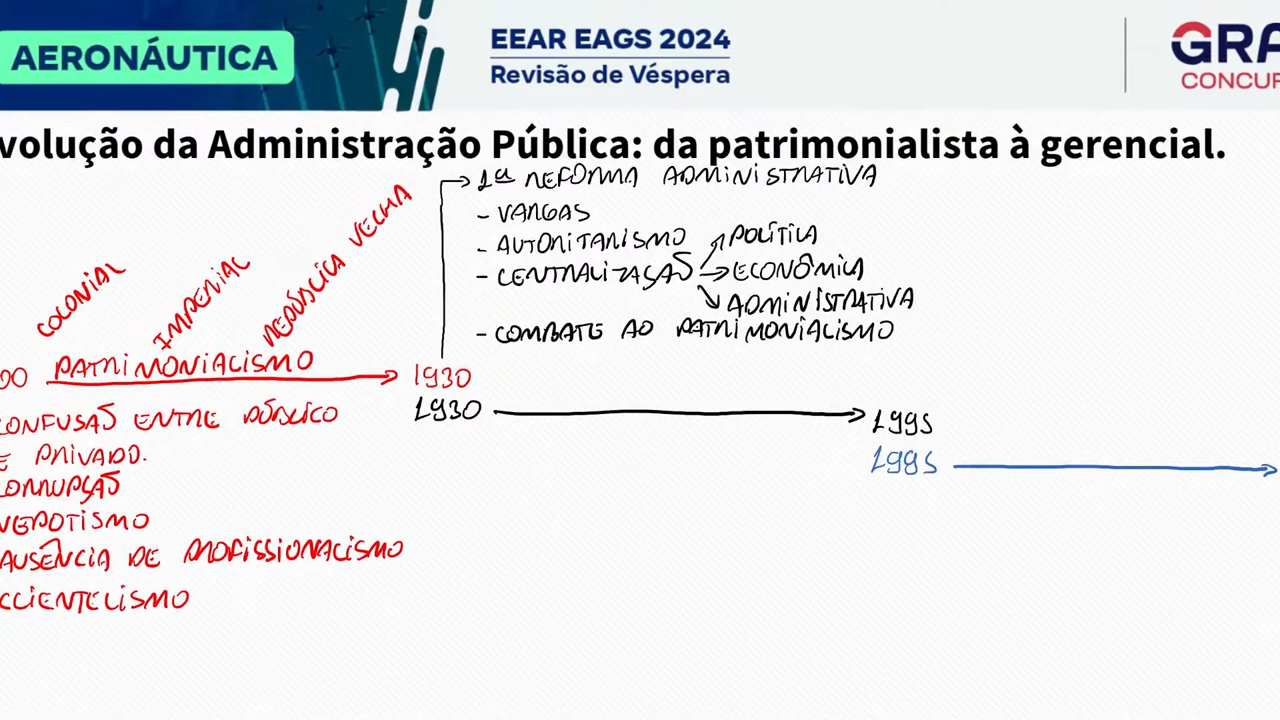 AERONÁUTICA
EEAR EAGS 2024
Revisão de Véspera
GRA
CONCUR
volução da Administração Pública: da patrimonialista à gerencial.
1ª REFORMA ADMINISTRATIVA
- VARGAS
- AUTORITARISMO
- CENTRALIZAÇÃO
POLÍTICA
ECONÔMICA
ADMINISTRATIVA
- COMBATE AO PATRIMONIALISMO
COLONIAL
IMPERIAL
REPÚBLICA VELHA
DO PATRIMONIALISMO
1930
1930
1995
1995
CONFUSÃO ENTRE PÚBLICO
E PRIVADO.
CORRUPÇÃO
NEPOTISMO
AUSÊNCIA DE PROFISSIONALISMO
CLIENTELISMO